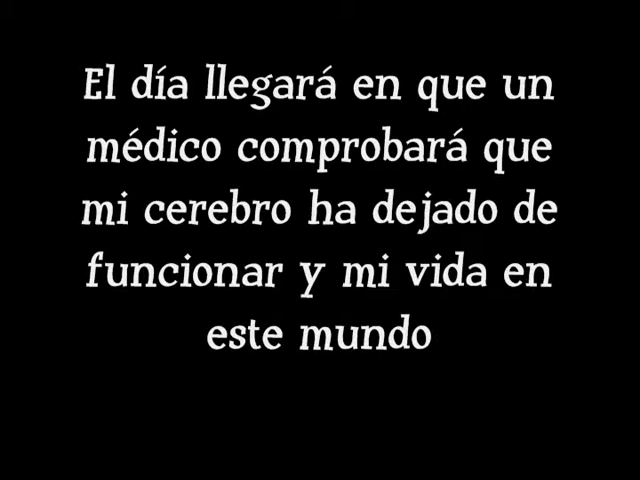 El día llegará en que un
médico comprobará que
mi cerebro ha dejado de
funcionar y mi vida en
este mundo